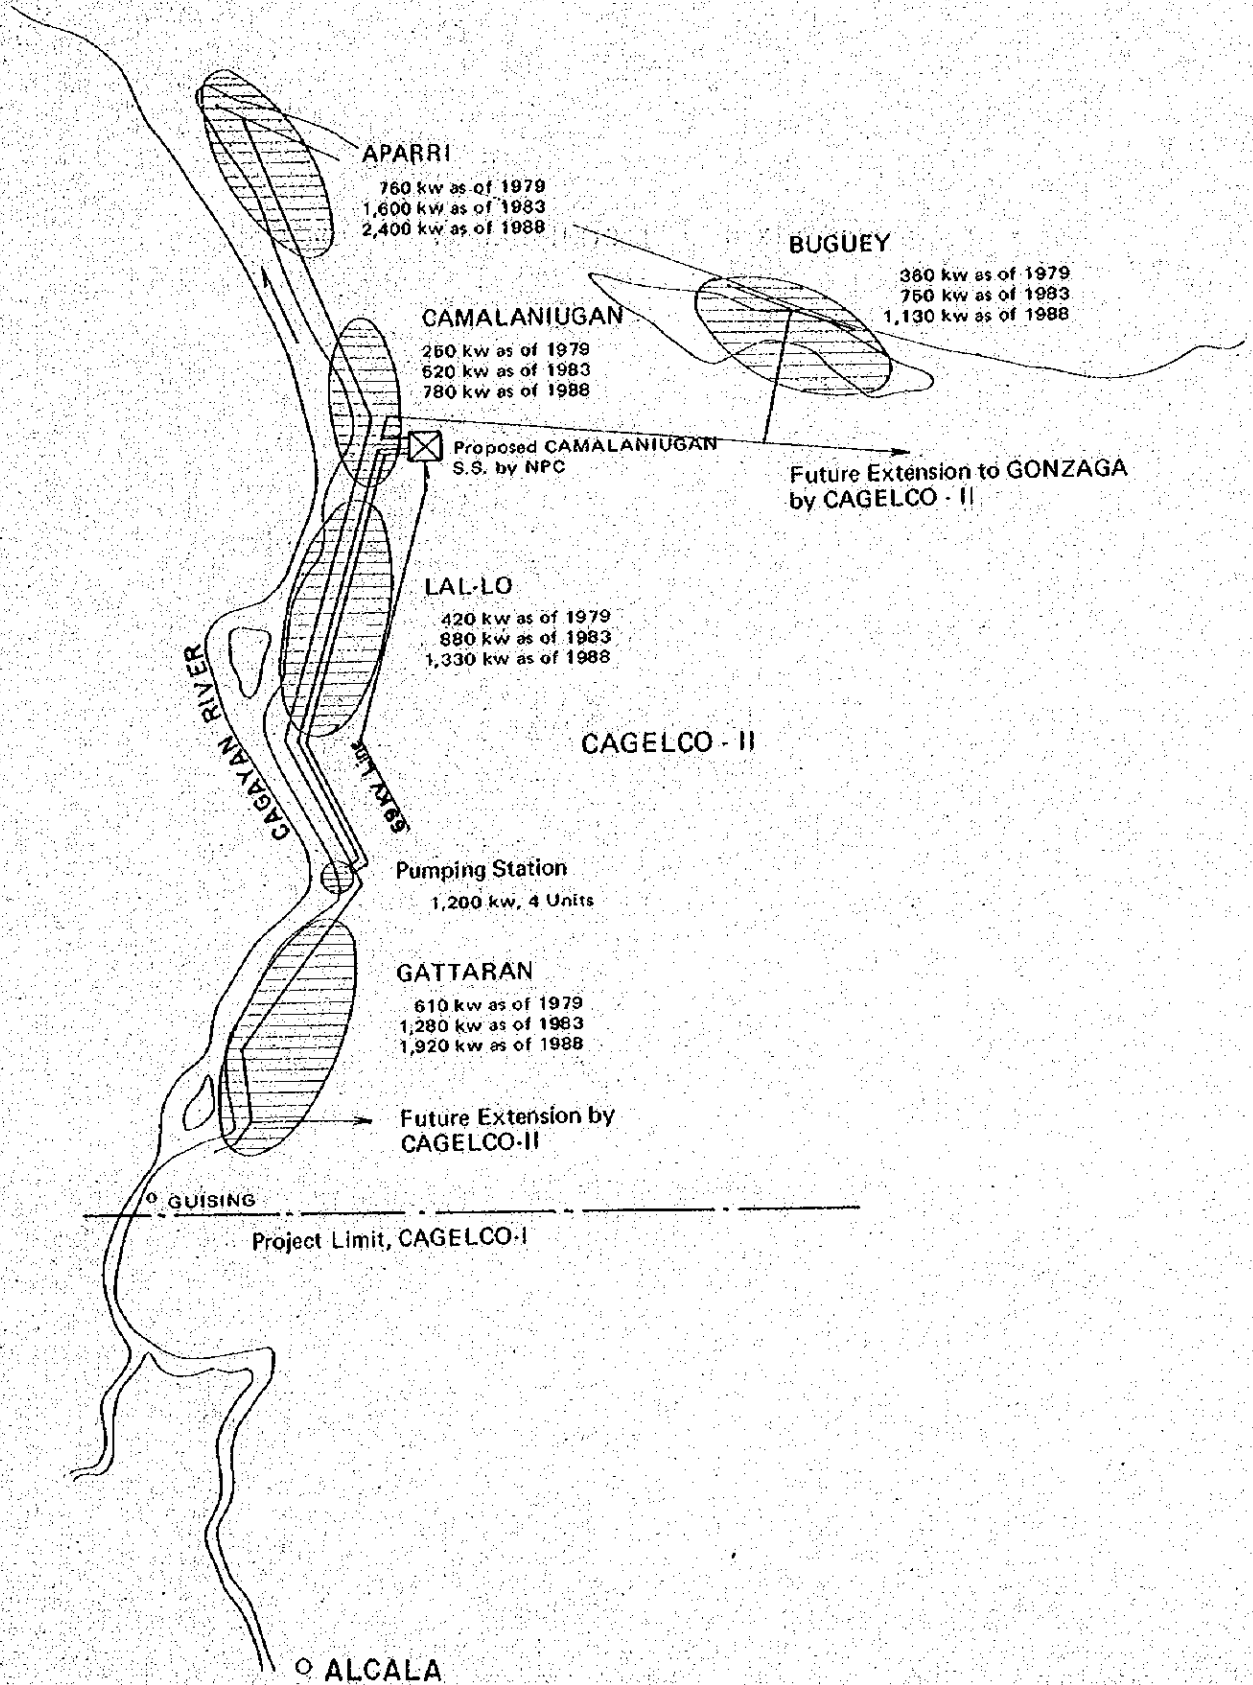 APARRI
760 kw as of 1979
1,600 kw as of 1983
2,400 kw as of 1988
BUGUEY
380 kw as of 1979
750 kw as of 1983
1,130 kw as of 1988
CAMALANIUGAN
250 kw as of 1979
520 kw as of 1983
780 kw as of 1988
Proposed CAMALANIUGAN
S.S. by NPC
Future Extension to GONZAGA
by CAGELCO - II
LAL-LO
420 kw as of 1979
880 kw as of 1983
1,330 kw as of 1988
CAGAYAN RIVER
CAGELCO - II
69 KV Line
Pumping Station
1,200 kw, 4 Units
GATTARAN
610 kw as of 1979
1,280 kw as of 1983
1,920 kw as of 1988
Future Extension by
CAGELCO-II
GUISING
Project Limit, CAGELCO-I
ALCALA